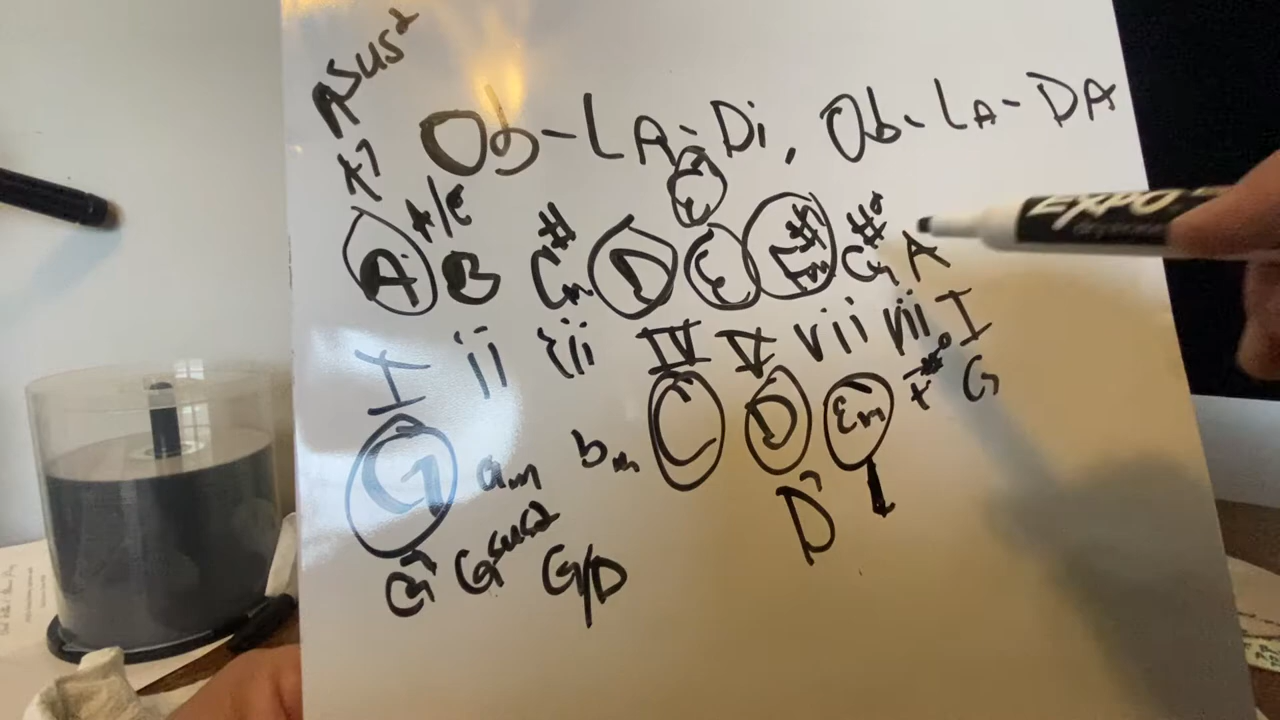 Asus2
A7
Ob-LA-Di, Ob-LA-DA
E7
A A/E B C#m D E F#m G#° A
I ii iii IV V vii vii I
G am bm C D Em F#° G
D7
G7 Gsus2 G/D
EXPO